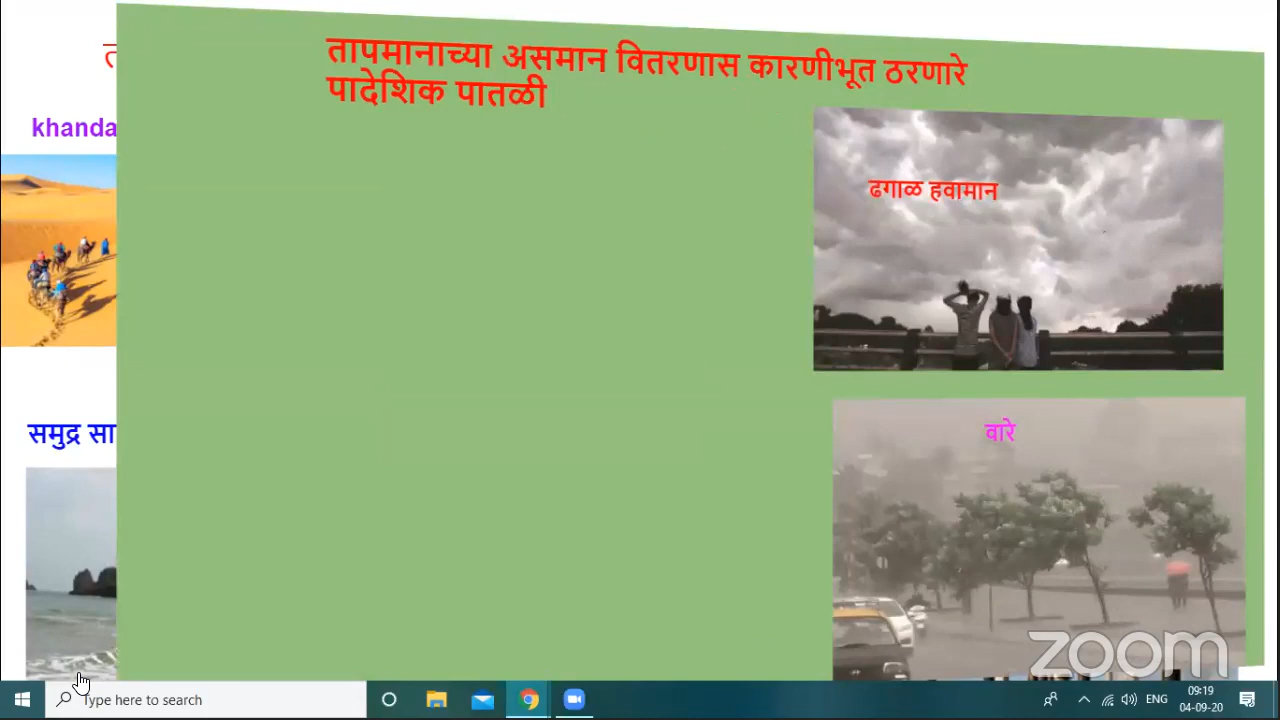 तापमानाच्या असमान वितरणास कारणीभूत ठरणारे
पादेशिक पातळी
khanda
ढगाळ हवामान
समुद्र सा
वारे
zoom
Type here to search
ENG
09:19
04-09-20